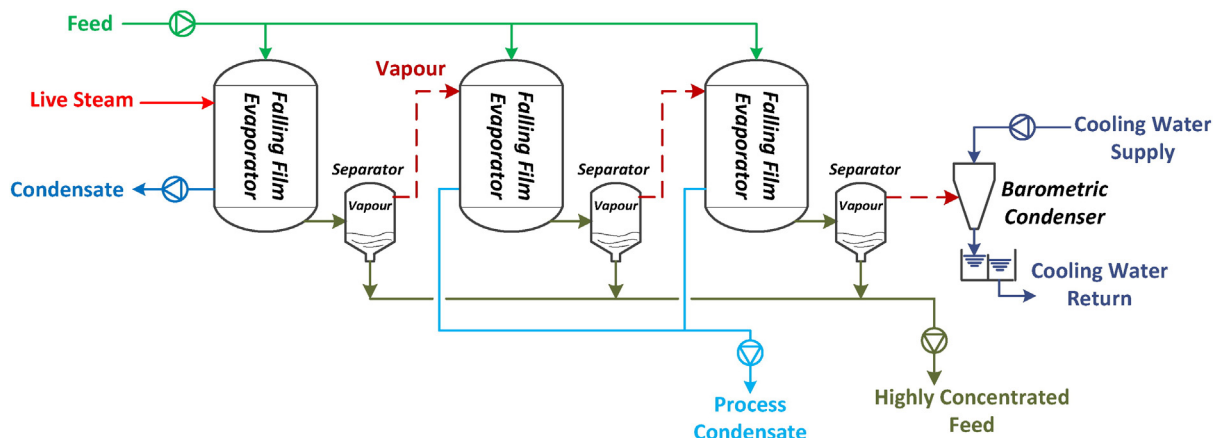 Feed
Vapour
Live Steam
Condensate
Falling Film
Evaporator
Separator
Vapour
Falling Film
Evaporator
Separator
Vapour
Falling Film
Evaporator
Separator
Vapour
Cooling Water
Supply
Barometric
Condenser
Cooling Water
Return
Process
Condensate
Highly Concentrated
Feed